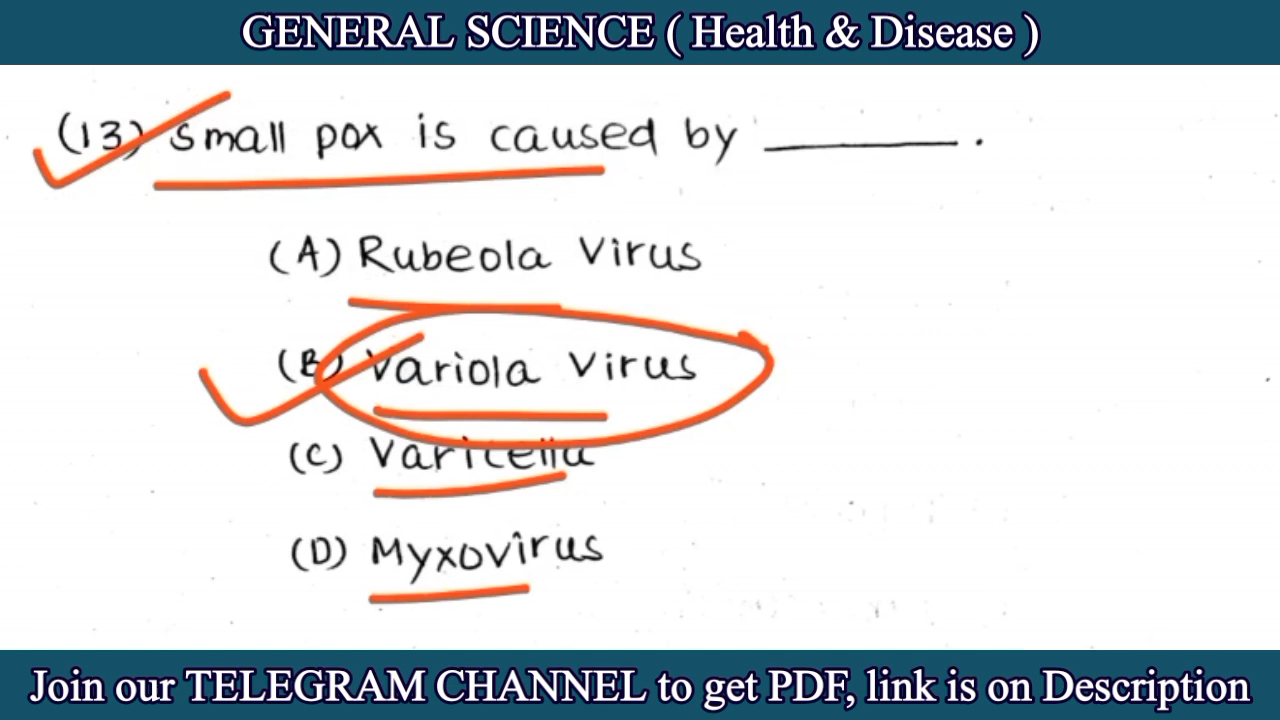 GENERAL SCIENCE ( Health & Disease )
(13) Small pox is caused by ________ .
(A) Rubeola Virus
(B) Variola Virus
(C) Varicella
(D) Myxovirus
Join our TELEGRAM CHANNEL to get PDF, link is on Description